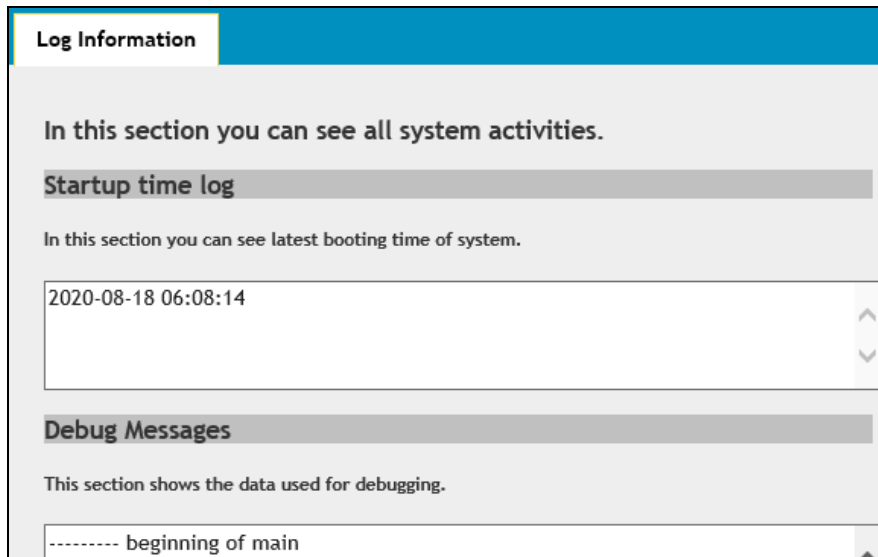 Log Information
In this section you can see all system activities.
Startup time log
In this section you can see latest booting time of system.
2020-08-18 06:08:14
Debug Messages
This section shows the data used for debugging.
--------- beginning of main